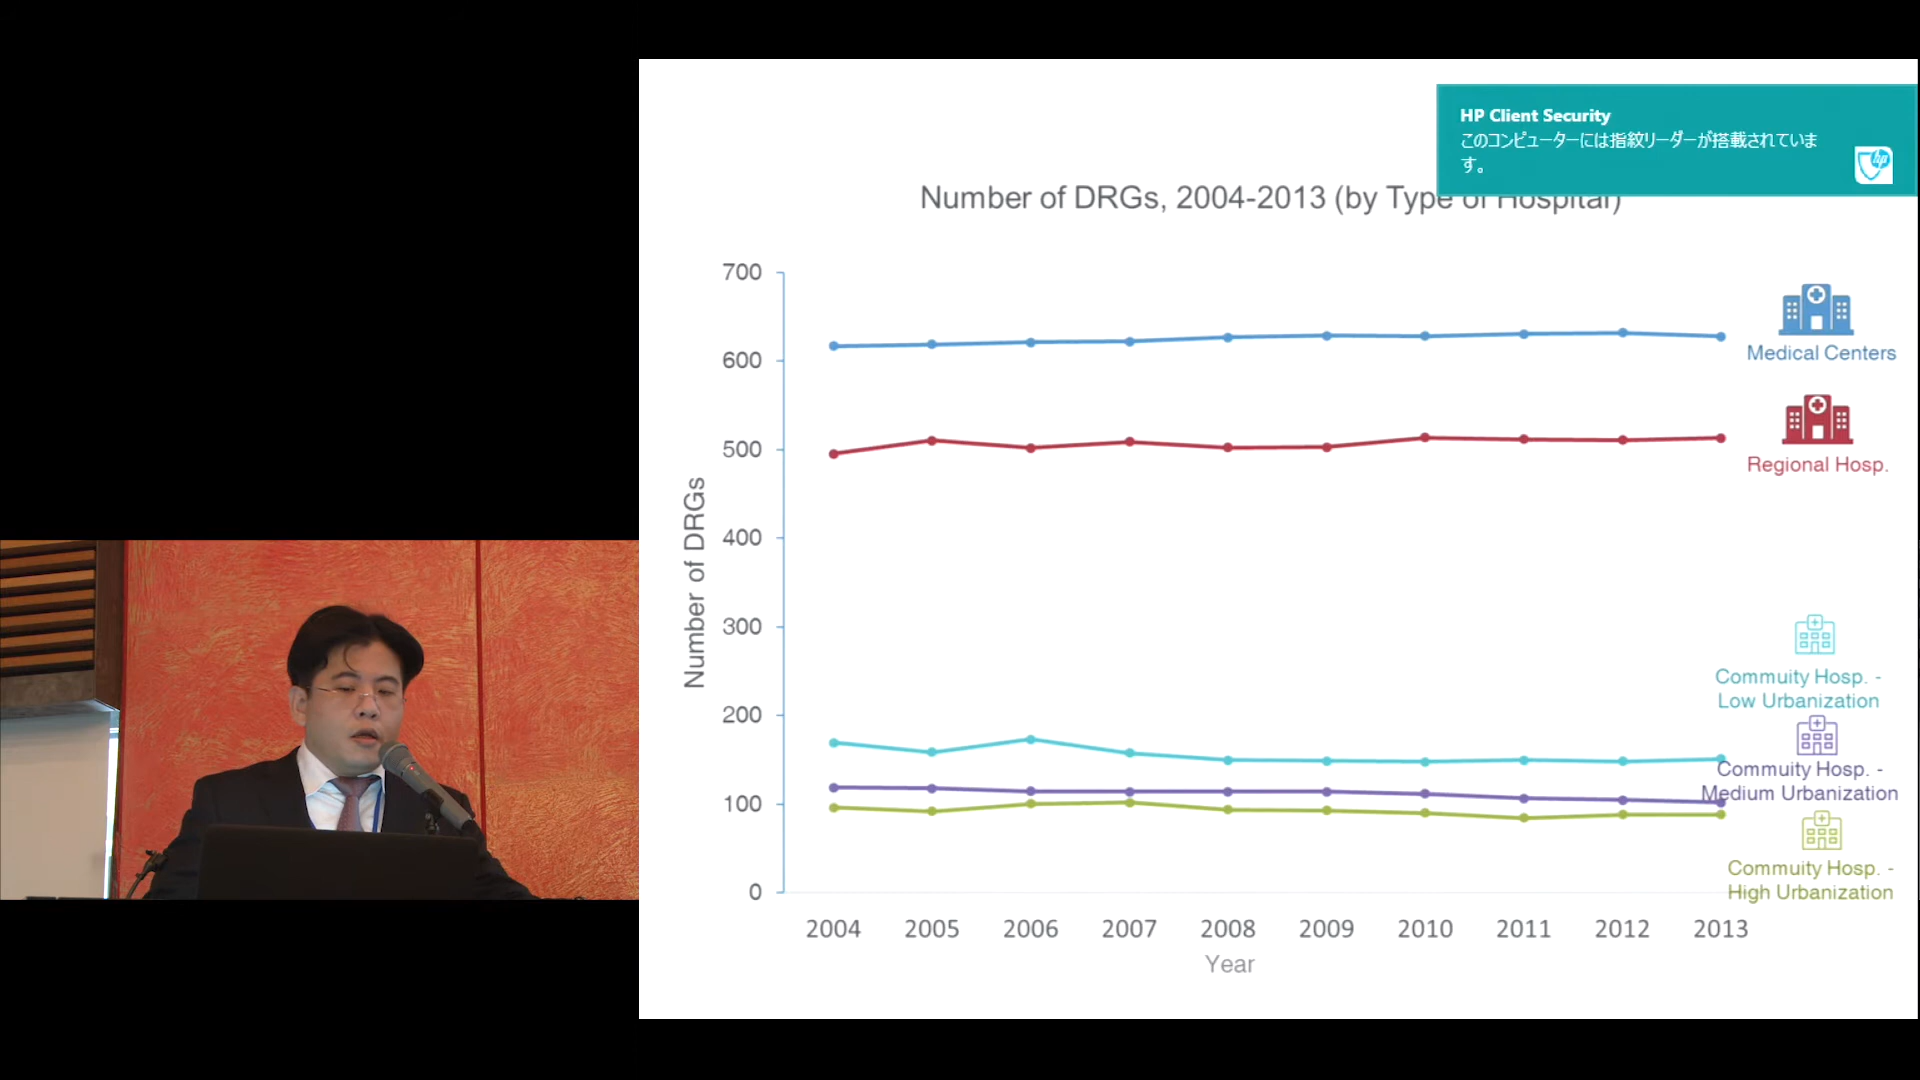 HP Client Security
このコンピューターには指紋リーダーが搭載されていま
す。
hp
Number of DRGs, 2004-2013 (by Type of Hospital)
700
600
500
400
300
200
100
0
Number of DRGs
Medical Centers
Regional Hosp.
Commuity Hosp. -
Low Urbanization
Commuity Hosp. -
Medium Urbanization
Commuity Hosp. -
High Urbanization
2004 2005 2006 2007 2008 2009 2010 2011 2012 2013
Year